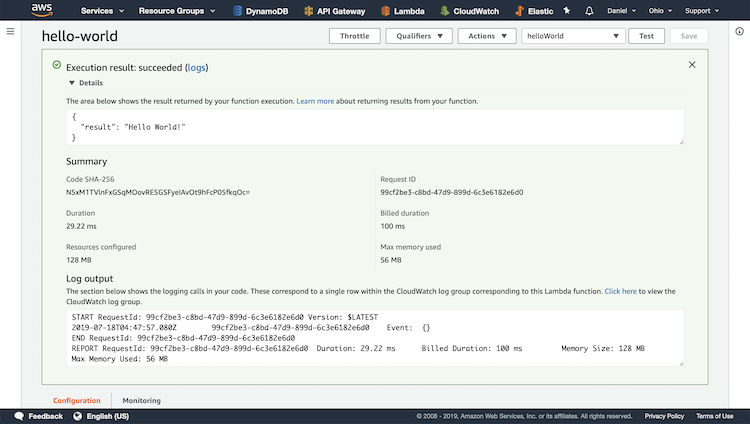 aws Services Resource Groups DynamoDB API Gateway Lambda CloudWatch Elastic Daniel Ohio Support
hello-world Throttle Qualifiers Actions helloWorld Test Save
Execution result: succeeded (logs)
Details
The area below shows the result returned by your function execution. Learn more about returning results from your function.
{
"result": "Hello World!"
}
Summary
Code SHA-256 Request ID
N5xM1TVlnFxGSqMOovRE5GSFyeIAvOt9hFcP05fkqOc= 99cf2be3-c8bd-47d9-899d-6c3e6182e6d0
Duration Billed duration
29.22 ms 100 ms
Resources configured Max memory used
128 MB 56 MB
Log output
The section below shows the logging calls in your code. These correspond to a single row within the CloudWatch log group corresponding to this Lambda function. Click here to view the
CloudWatch log group.
START RequestId: 99cf2be3-c8bd-47d9-899d-6c3e6182e6d0 Version: $LATEST
2019-07-18T04:47:57.080Z 99cf2be3-c8bd-47d9-899d-6c3e6182e6d0 Event: {}
END RequestId: 99cf2be3-c8bd-47d9-899d-6c3e6182e6d0
REPORT RequestId: 99cf2be3-c8bd-47d9-899d-6c3e6182e6d0 Duration: 29.22 ms Billed Duration: 100 ms Memory Size: 128 MB
Max Memory Used: 56 MB
Configuration Monitoring
Feedback English (US) © 2008 - 2019, Amazon Web Services, Inc. or its affiliates. All rights reserved. Privacy Policy Terms of Use